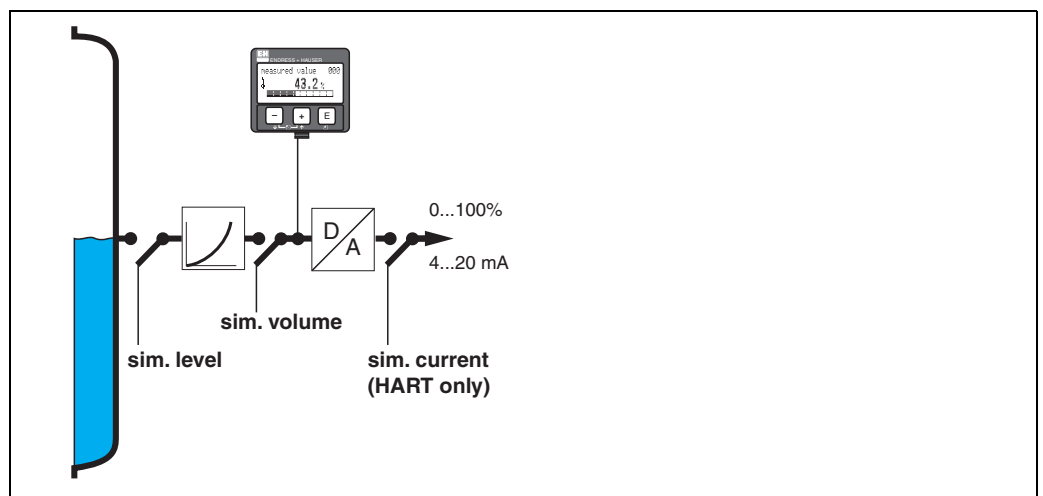 E+H
ENDRESS + HAUSER
measured value 000
43.2 %
− + E
0...100%
D/A
4...20 mA
sim. volume
sim. level
sim. current
(HART only)